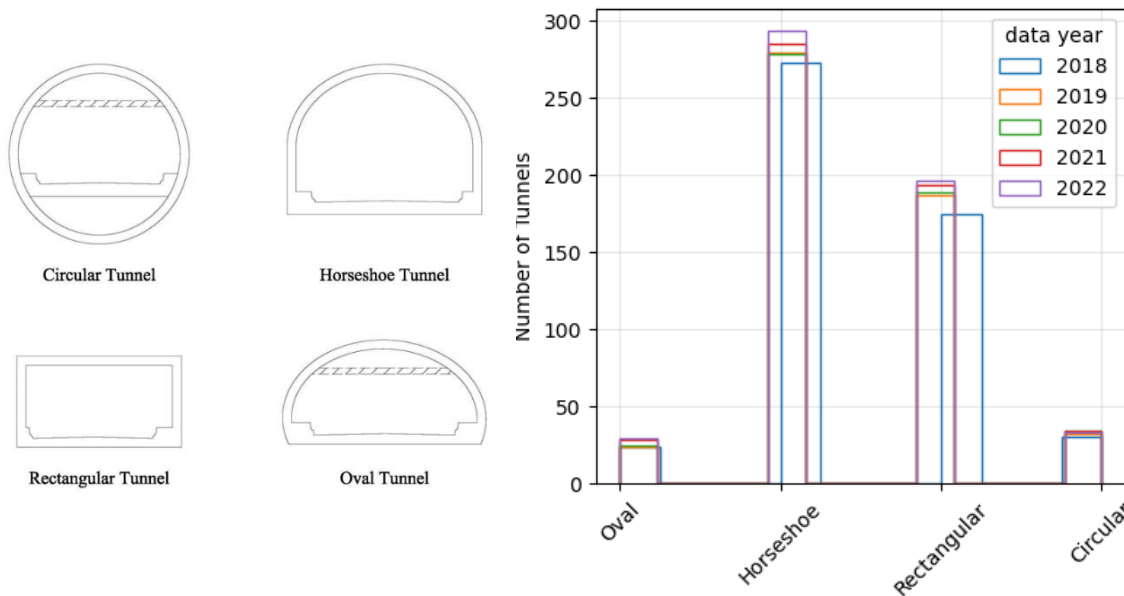 Circular Tunnel
Horseshoe Tunnel
Rectangular Tunnel
Oval Tunnel
Number of Tunnels
300
250
200
150
100
50
0
data year
2018
2019
2020
2021
2022
Oval
Horseshoe
Rectangular
Circular